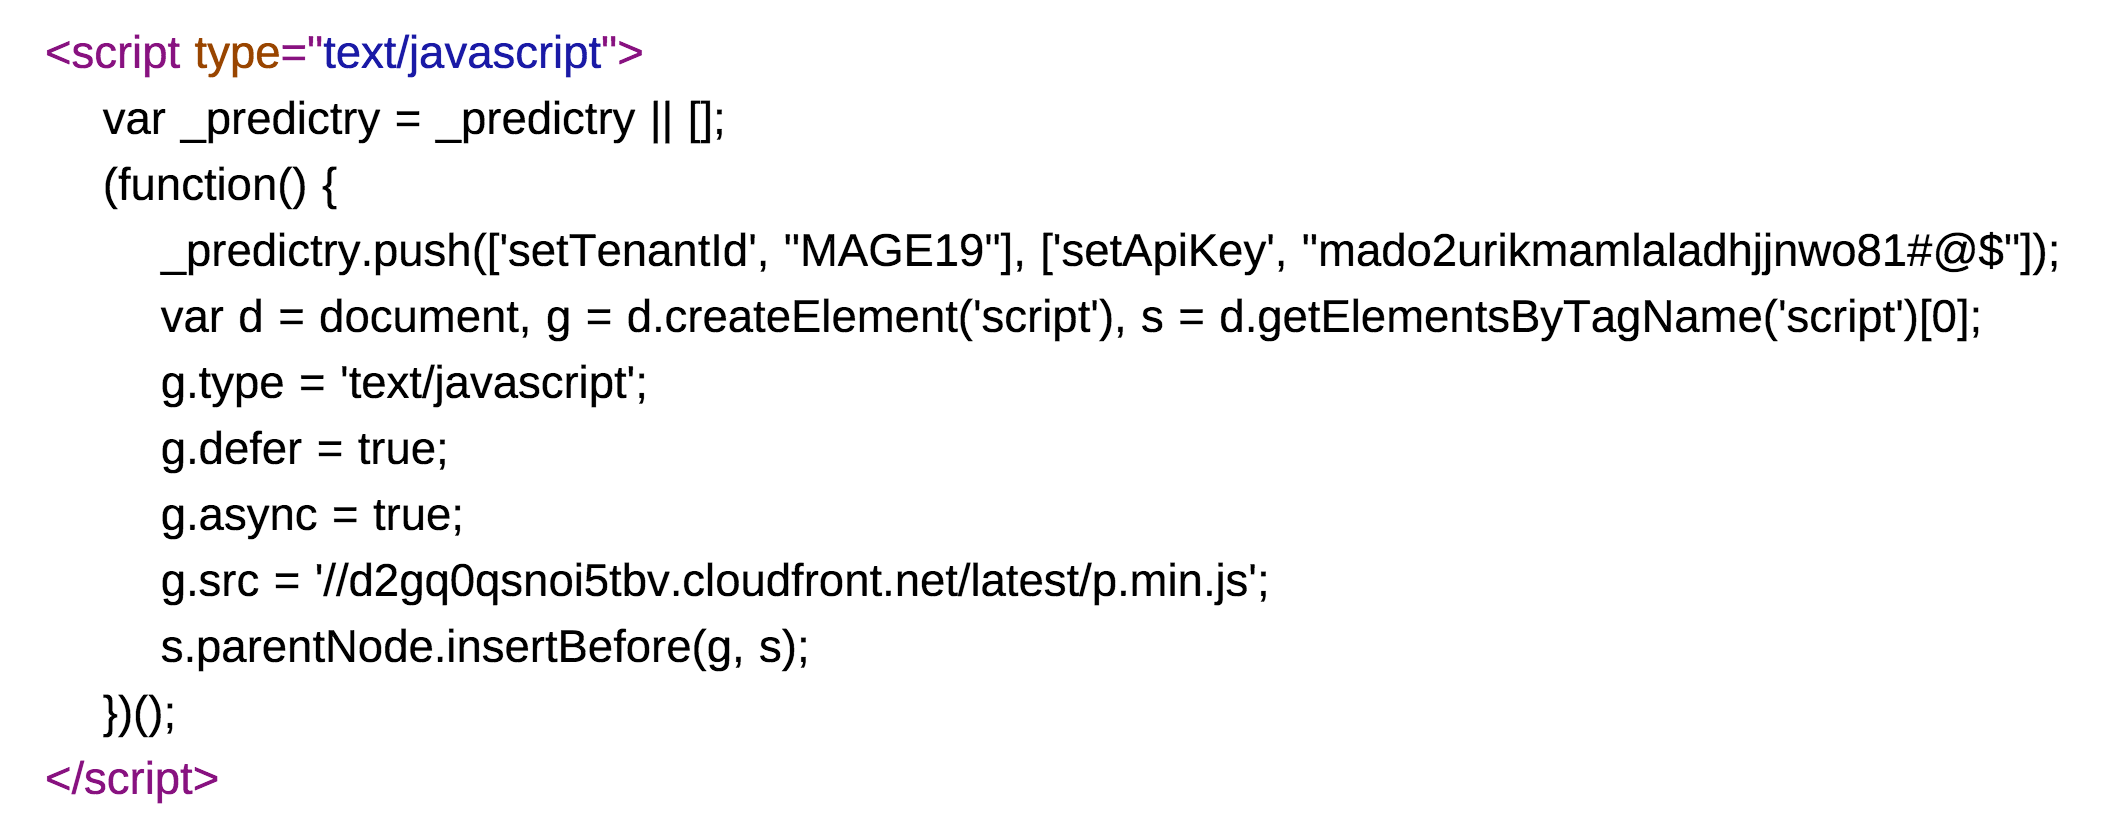 <script type="text/javascript">
var _predictry = _predictry || [];
(function() {
_predictry.push(['setTenantId', "MAGE19"], ['setApiKey', "mado2urikmamlaladhjjnwo81#@$"]);
var d = document, g = d.createElement('script'), s = d.getElementsByTagName('script')[0];
g.type = 'text/javascript';
g.defer = true;
g.async = true;
g.src = '//d2gq0qsnoi5tbv.cloudfront.net/latest/p.min.js';
s.parentNode.insertBefore(g, s);
})();
</script>